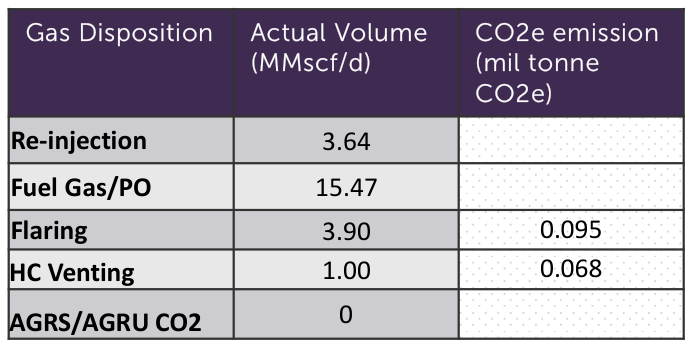 Gas Disposition
Actual Volume
(MMscf/d)
CO2e emission
(mil tonne
CO2e)
Re-injection
3.64
Fuel Gas/PO
15.47
Flaring
3.90
0.095
HC Venting
1.00
0.068
AGRS/AGRU CO2
0